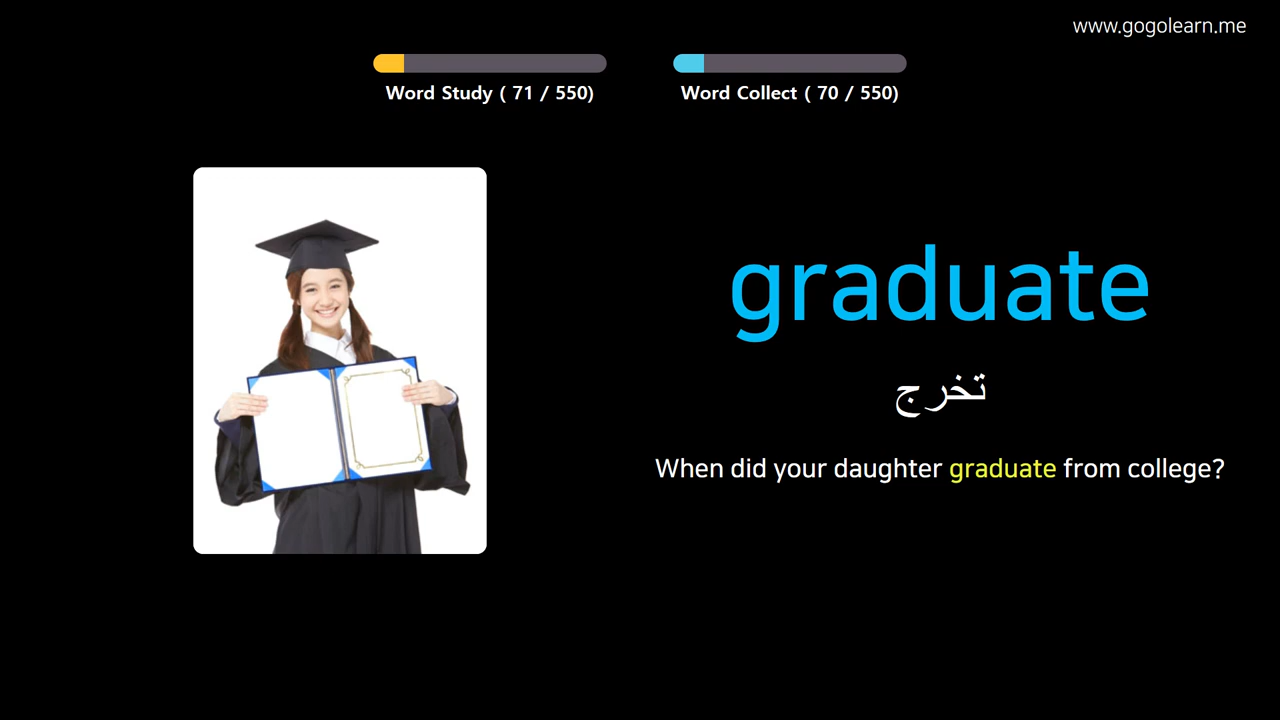 www.gogolearn.me
Word Study ( 71 / 550)
Word Collect ( 70 / 550)
graduate
تخرج
When did your daughter graduate from college?